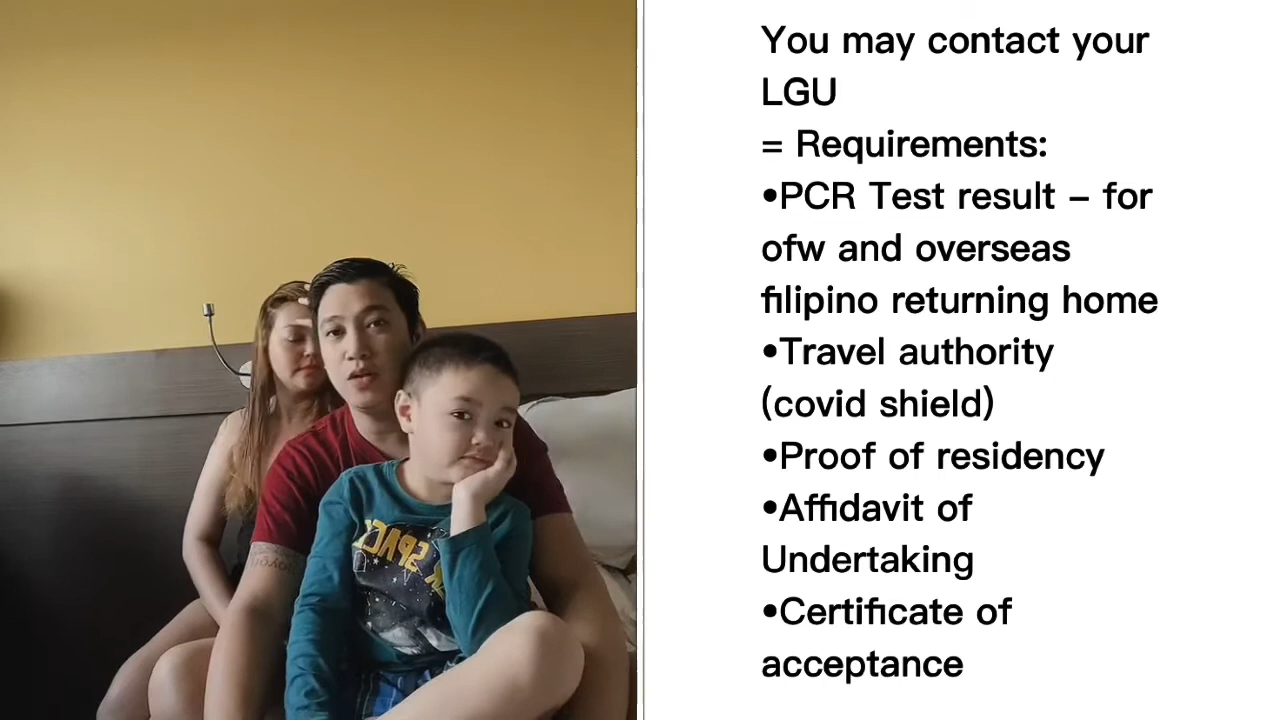 You may contact your
LGU
= Requirements:
•PCR Test result – for
ofw and overseas
filipino returning home
•Travel authority
(covid shield)
•Proof of residency
•Affidavit of
Undertaking
•Certificate of
acceptance
SPACE